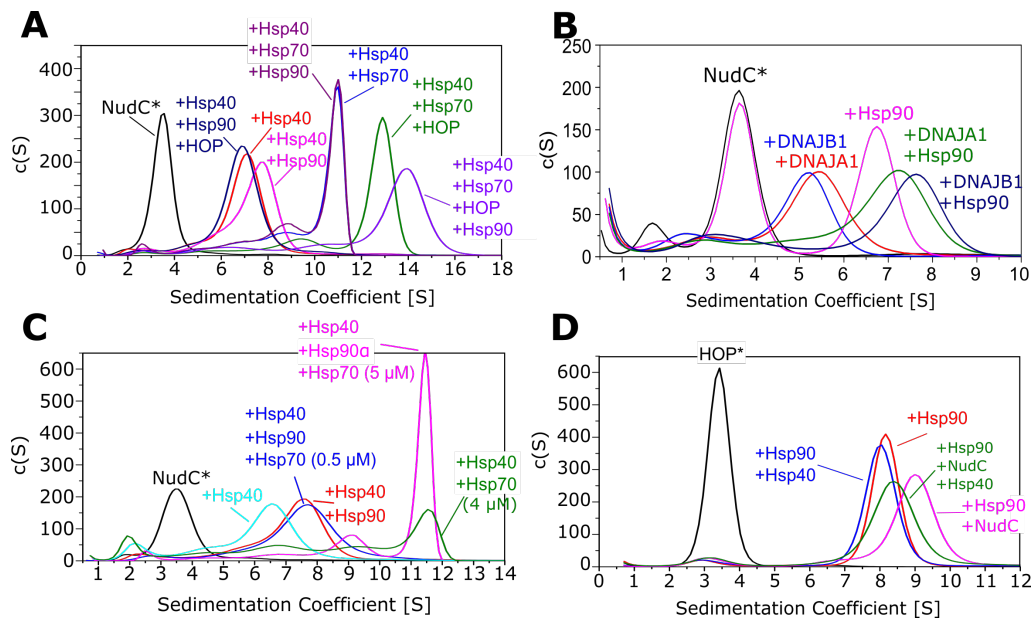 A
c(S)
400
300
200
100
0
0
2
4
6
8
10
12
14
16
18
Sedimentation Coefficient [S]
NudC*
+Hsp40
+Hsp90
+HOP
+Hsp40
+Hsp40
+Hsp90
+Hsp40
+Hsp70
+Hsp90
+Hsp40
+Hsp70
+Hsp40
+Hsp70
+HOP
+Hsp40
+Hsp70
+HOP
+Hsp90
B
c(S)
250
200
150
100
50
0
1
2
3
4
5
6
7
8
9
10
Sedimentation Coefficient [S]
NudC*
+DNAJB1
+DNAJA1
+Hsp90
+DNAJA1
+Hsp90
+DNAJB1
+Hsp90
C
c(S)
600
500
400
300
200
100
0
1
2
3
4
5
6
7
8
9
10
11
12
13
14
Sedimentation Coefficient [S]
NudC*
+Hsp40
+Hsp40
+Hsp90
+Hsp70 (0.5 µM)
+Hsp40
+Hsp90
+Hsp40
+Hsp90α
+Hsp70 (5 µM)
+Hsp40
+Hsp70
(4 µM)
D
c(S)
600
500
400
300
200
100
0
0
1
2
3
4
5
6
7
8
9
10
11
12
Sedimentation Coefficient [S]
HOP*
+Hsp90
+Hsp40
+Hsp90
+Hsp90
+NudC
+Hsp40
+Hsp90
+NudC